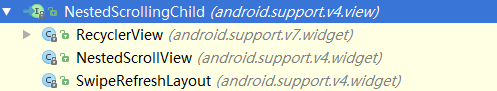 NestedScrollingChild (android.support.v4.view)
RecyclerView (android.support.v7.widget)
NestedScrollView (android.support.v4.widget)
SwipeRefreshLayout (android.support.v4.widget)